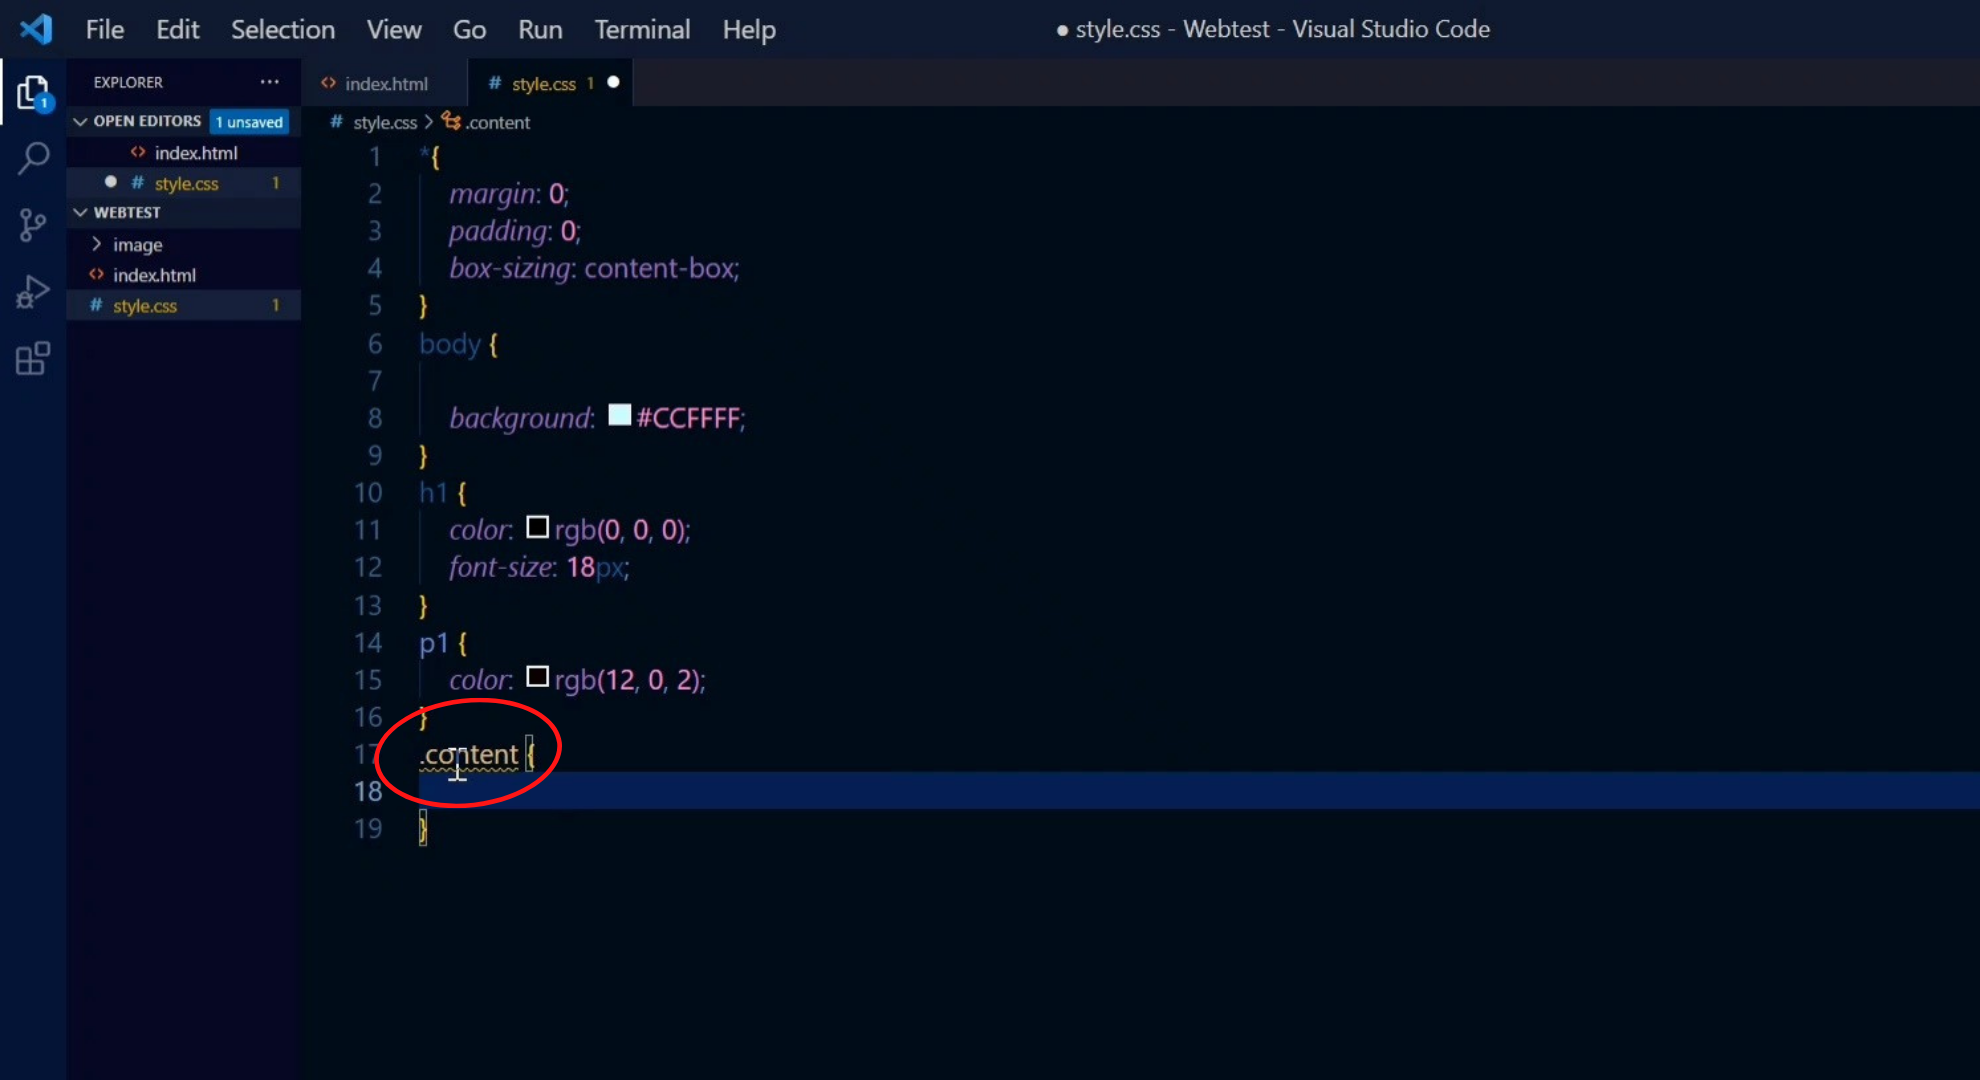 File Edit Selection View Go Run Terminal Help
● style.css - Webtest - Visual Studio Code
1
EXPLORER ...
OPEN EDITORS 1 unsaved
<> index.html
# style.css 1
WEBTEST
image
<> index.html
# style.css 1
<> index.html
# style.css 1
# style.css > .content
1 *{
2 margin: 0;
3 padding: 0;
4 box-sizing: content-box;
5 }
6 body {
7
8 background: #CCFFFF;
9 }
10 h1 {
11 color: rgb(0, 0, 0);
12 font-size: 18px;
13 }
14 p1 {
15 color: rgb(12, 0, 2);
16 }
17 .content {
18
19 }